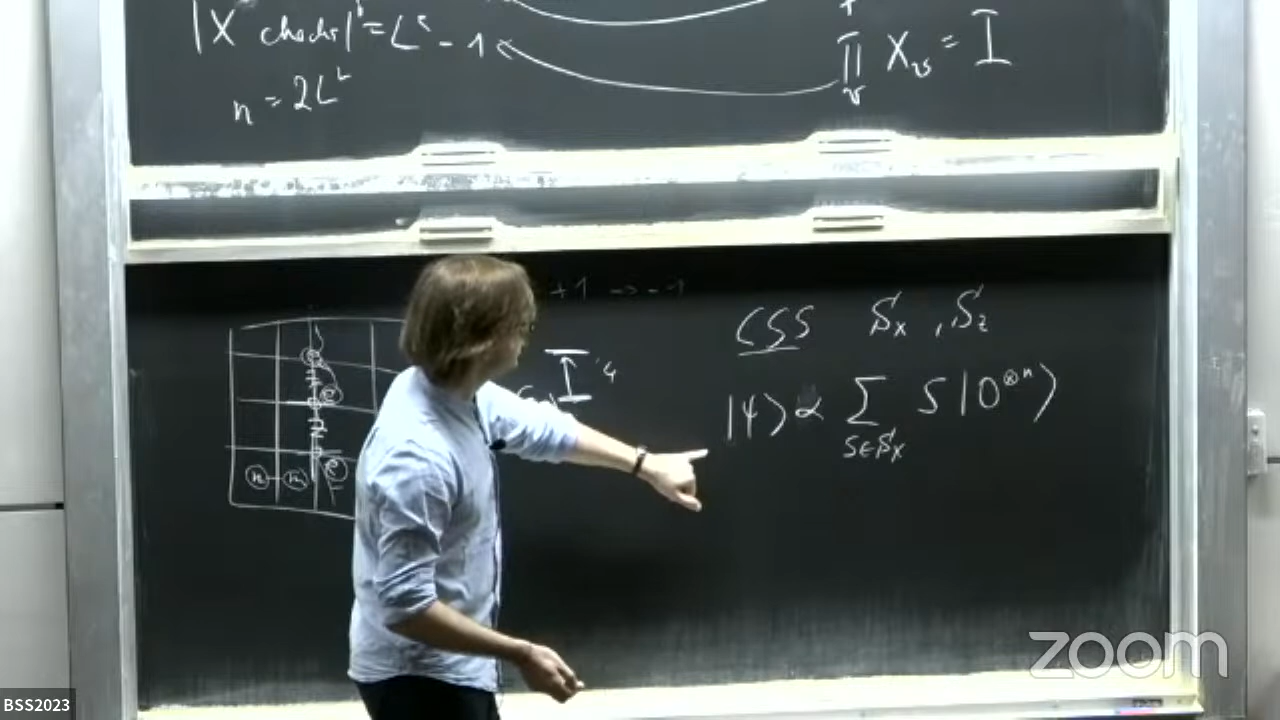 |X checks| = L² - 1
∏ X_v = I
v
n = 2L²
+1 → -1
CSS S_X , S_Z
|ψ⟩ ∝ ∑ S |0^{⊗n}⟩
S∈S_X
e
e
m m e
BSS2023
zoom